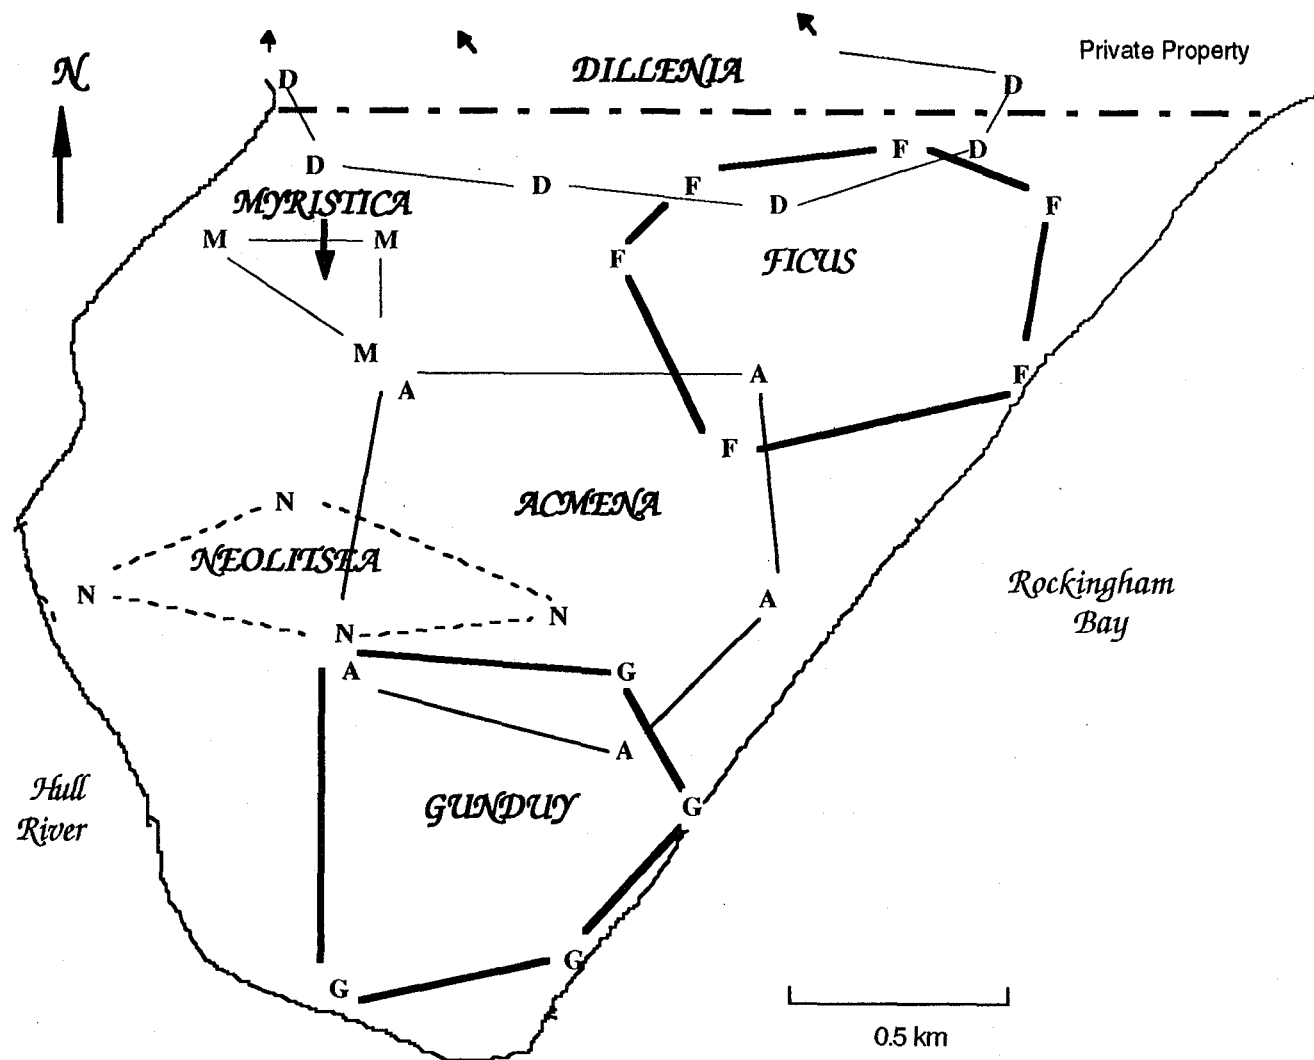 Private Property
N
DILLENIA
D
D
F
D
D
MYRISTICA
D
F
D
F
M
M
F
FICUS
M
A
A
F
F
N
ACMENA
NEOLITSEA
N
N
A
Rockingham
Bay
N
A
G
A
Hull
River
GUNDUY
G
G
G
0.5 km